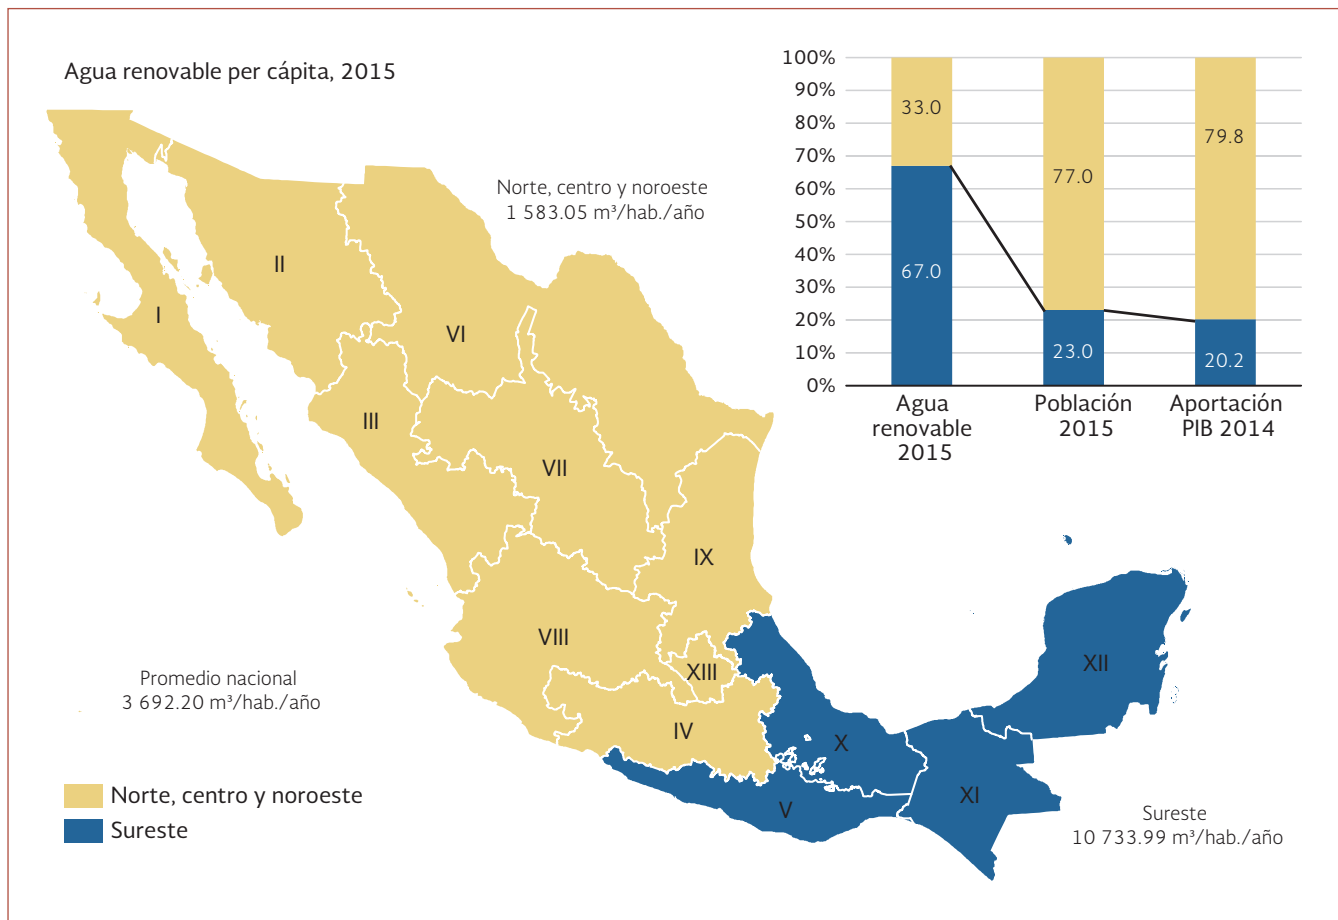 Agua renovable per cápita, 2015
Norte, centro y noroeste
1 583.05 m³/hab./año
100%
90%
80%
70%
60%
50%
40%
30%
20%
10%
0%
33.0
67.0
77.0
23.0
79.8
20.2
Agua
renovable
2015
Población
2015
Aportación
PIB 2014
I
II
III
VI
VII
IX
VIII
XIII
IV
X
V
XI
XII
Promedio nacional
3 692.20 m³/hab./año
Norte, centro y noroeste
Sureste
Sureste
10 733.99 m³/hab./año